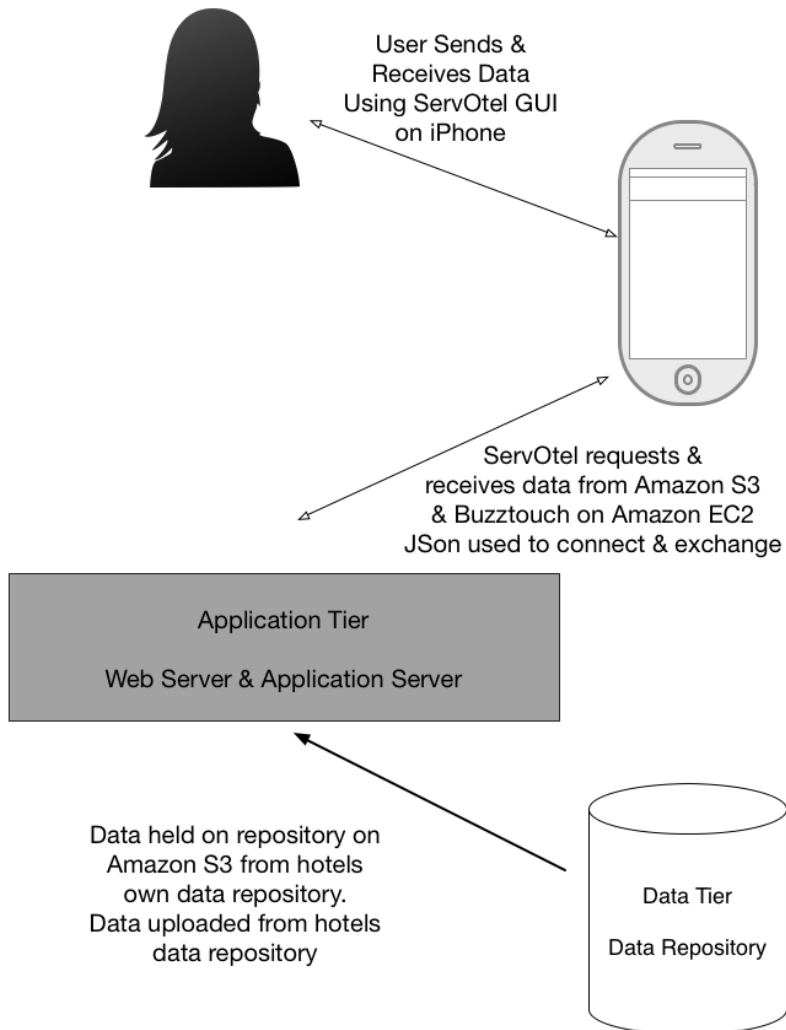 User Sends &
Receives Data
Using ServOtel GUI
on iPhone
ServOtel requests &
receives data from Amazon S3
& Buzztouch on Amazon EC2
JSon used to connect & exchange
Application Tier
Web Server & Application Server
Data held on repository on
Amazon S3 from hotels
own data repository.
Data uploaded from hotels
data repository
Data Tier
Data Repository